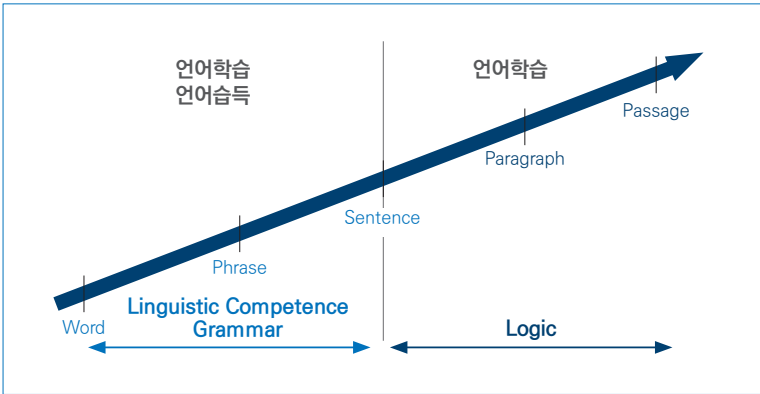 언어학습
언어습득
언어학습
Passage
Paragraph
Sentence
Phrase
Word
Linguistic Competence
Grammar
Logic